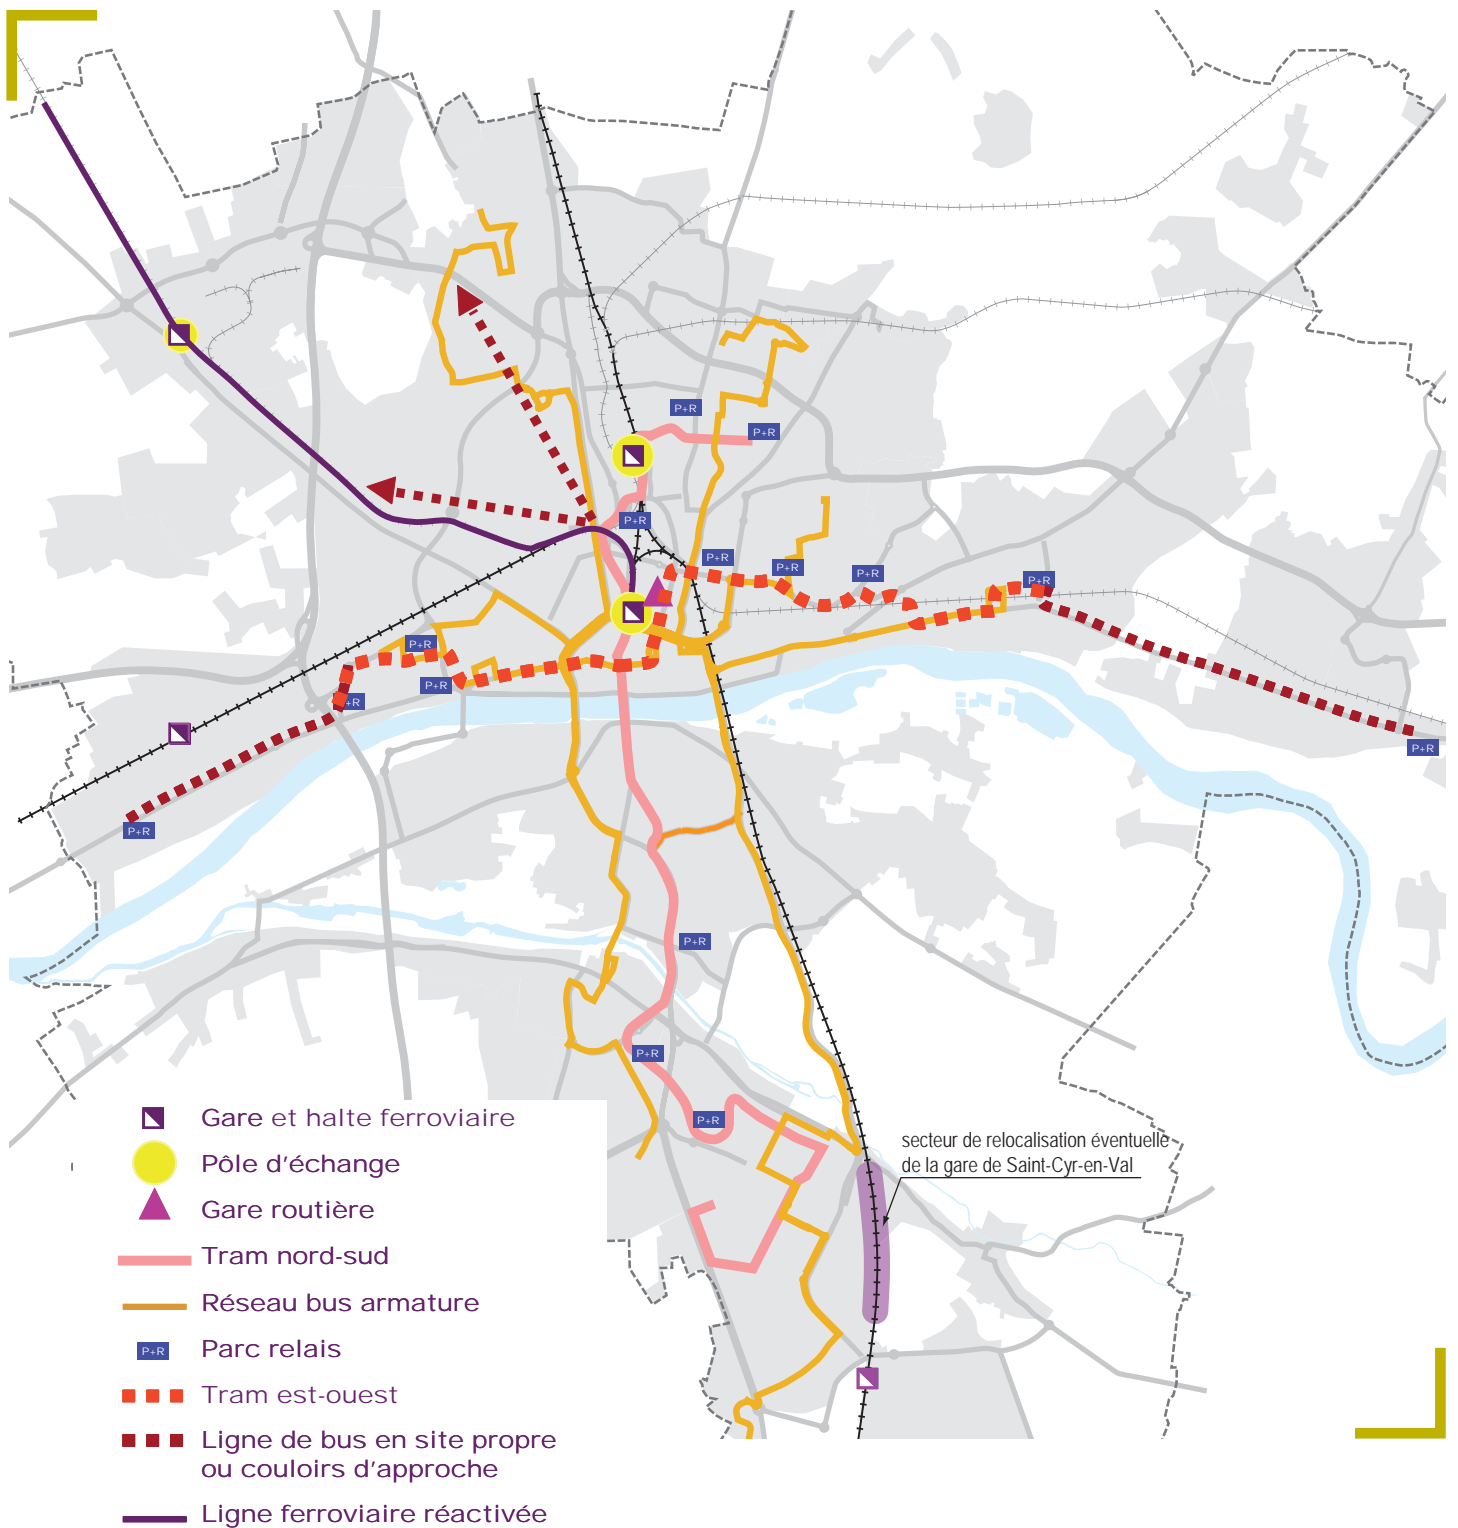 P+R
P+R
P+R
P+R
P+R
P+R
P+R
P+R
P+R
+R
P+R
P+R
P+R
P+R
P+R
secteur de relocalisation éventuelle
de la gare de Saint-Cyr-en-Val
Gare et halte ferroviaire
Pôle d'échange
Gare routière
Tram nord-sud
Réseau bus armature
P+R Parc relais
Tram est-ouest
Ligne de bus en site propre
ou couloirs d'approche
Ligne ferroviaire réactivée